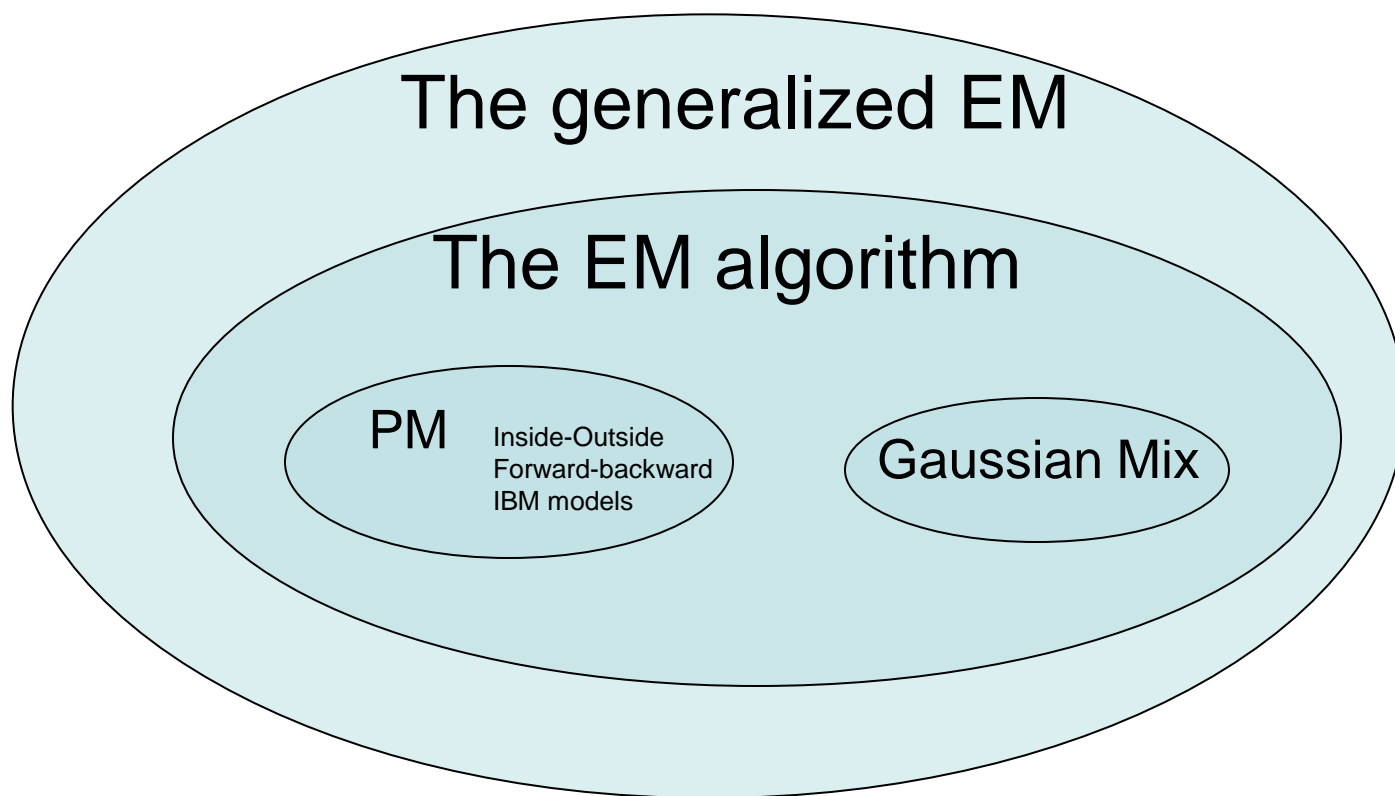 The generalized EM
The EM algorithm
PM
Inside-Outside
Forward-backward
IBM models
Gaussian Mix